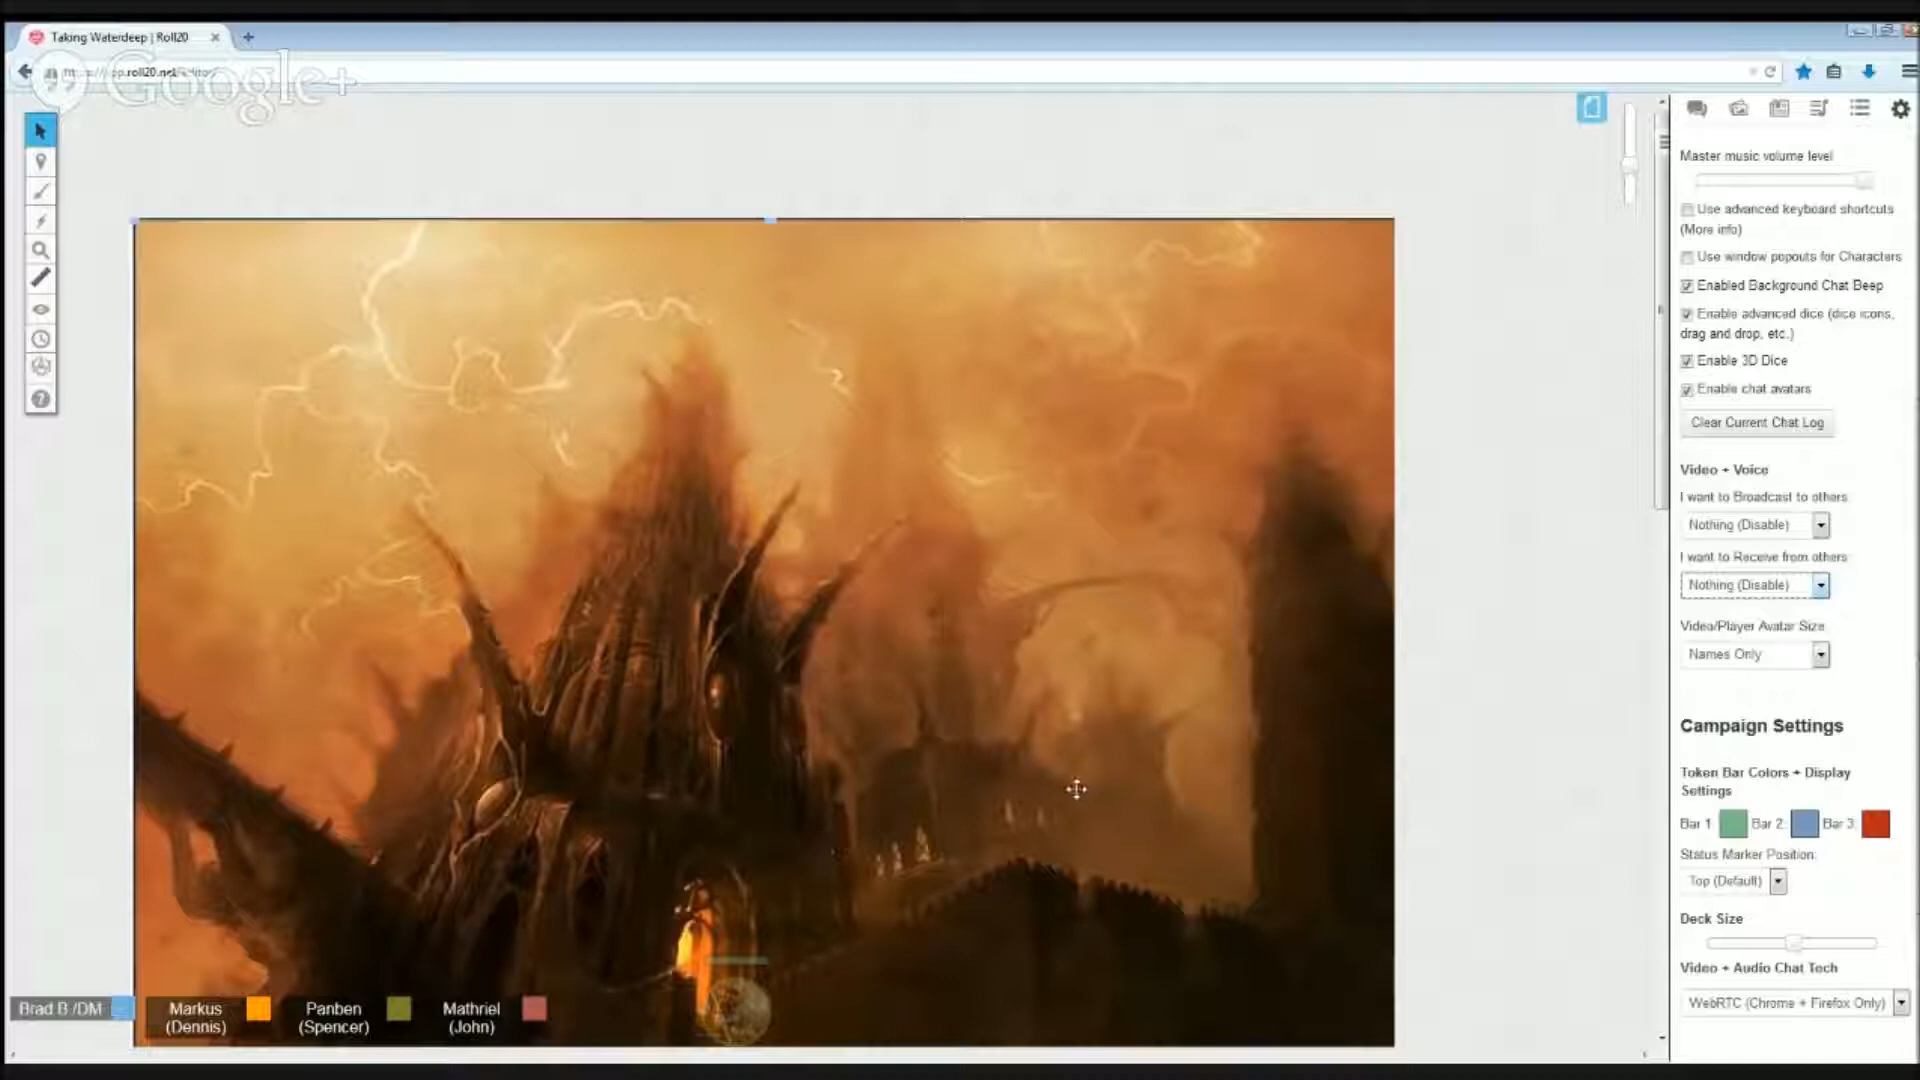 Taking Waterdeep | Roll20
Google+
Master music volume level
Use advanced keyboard shortcuts
(More info)
Use window popouts for Characters
Enabled Background Chat Beep
Enable advanced dice (dice icons,
drag and drop, etc.)
Enable 3D Dice
Enable chat avatars
Clear Current Chat Log
Video + Voice
I want to Broadcast to others:
Nothing (Disable)
I want to Receive from others:
Nothing (Disable)
Video/Player Avatar Size
Names Only
Campaign Settings
Token Bar Colors + Display
Settings
Bar 1: Bar 2: Bar 3:
Status Marker Position:
Top (Default)
Deck Size
Video + Audio Chat Tech
WebRTC (Chrome + Firefox Only)
Brad B /DM
Markus
(Dennis)
Panben
(Spencer)
Mathriel
(John)